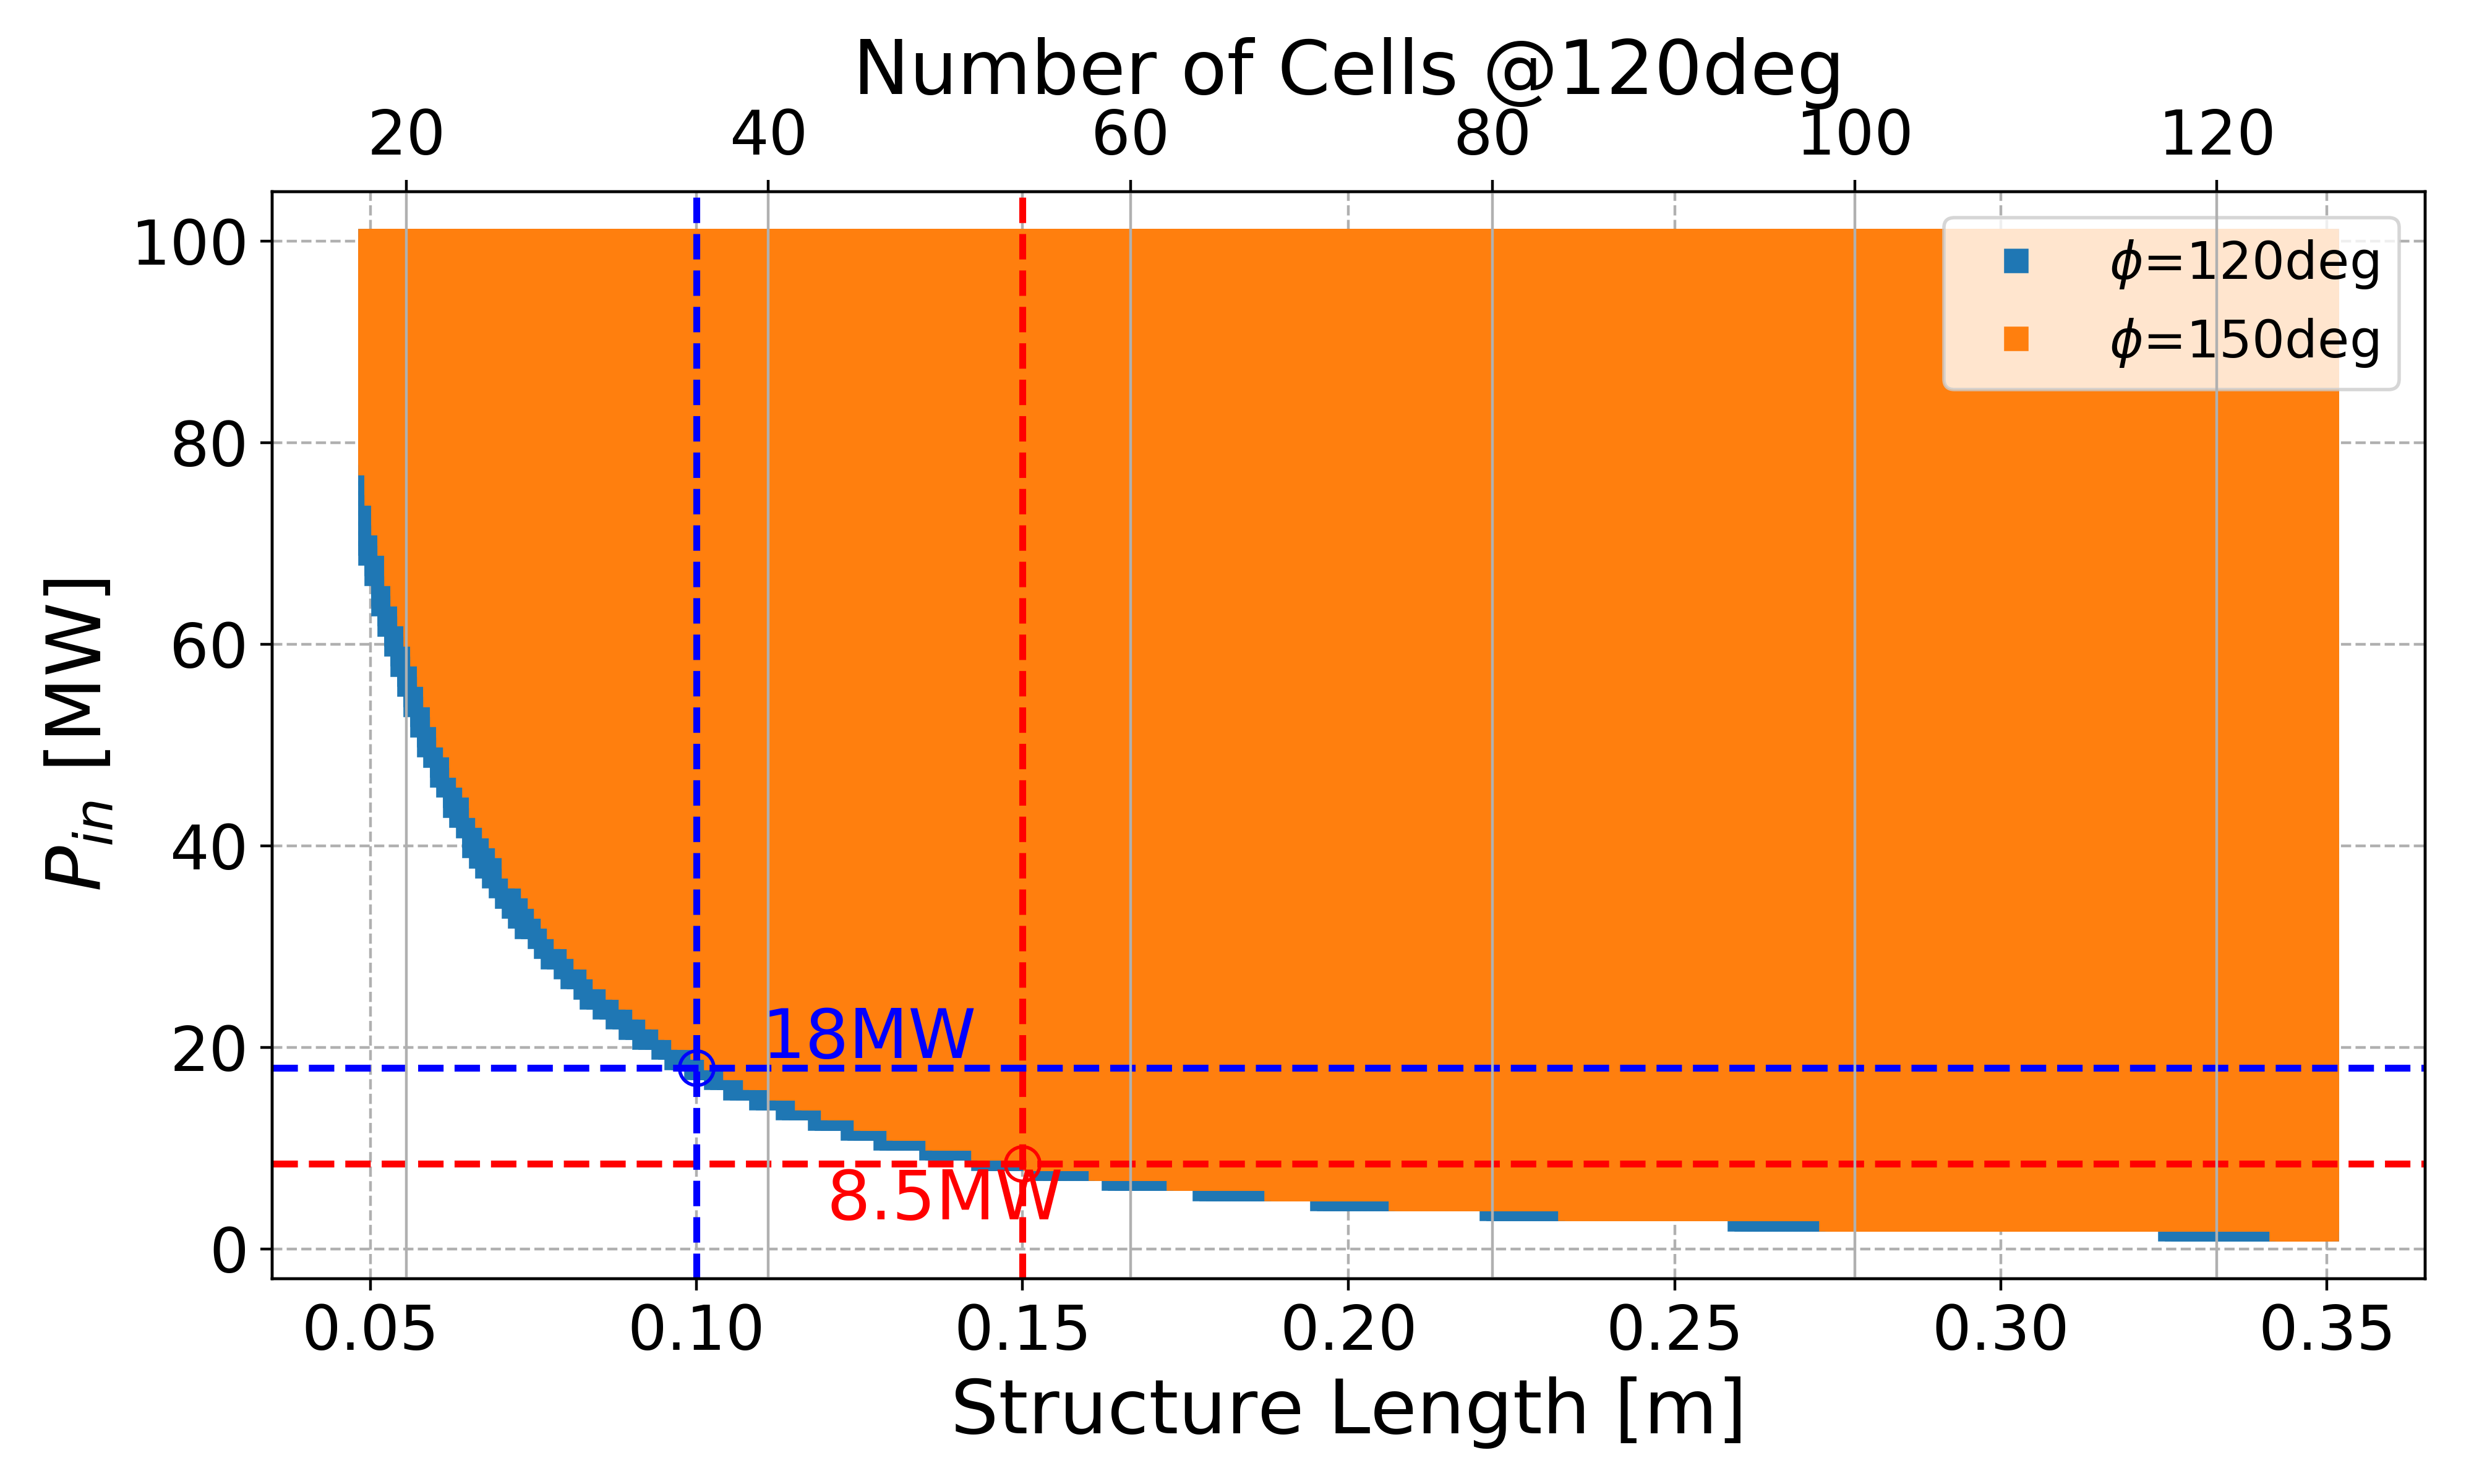 Number of Cells @120deg
20 40 60 80 100 120
100
80
60
40
20
0
P_in [MW]
ϕ=120deg
ϕ=150deg
18MW
8.5MW
0.05 0.10 0.15 0.20 0.25 0.30 0.35
Structure Length [m]